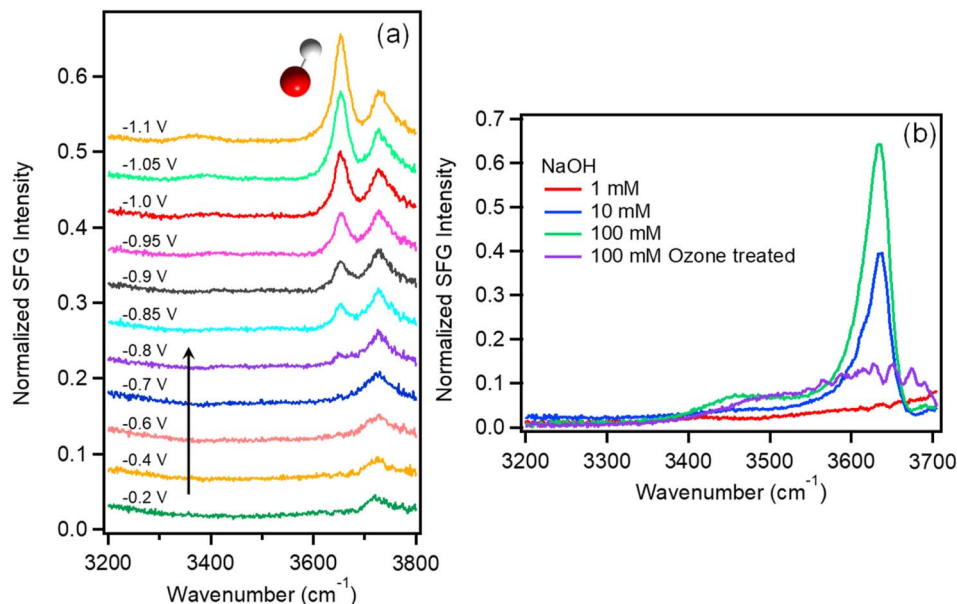 (a)
Normalized SFG Intensity
0.6
0.5
0.4
0.3
0.2
0.1
0.0
-1.1 V
-1.05 V
-1.0 V
-0.95 V
-0.9 V
-0.85 V
-0.8 V
-0.7 V
-0.6 V
-0.4 V
-0.2 V
3200 3400 3600 3800
Wavenumber (cm⁻¹)
(b)
Normalized SFG Intensity
0.7
0.6
0.5
0.4
0.3
0.2
0.1
0.0
NaOH
1 mM
10 mM
100 mM
100 mM Ozone treated
3200 3300 3400 3500 3600 3700
Wavenumber (cm⁻¹)